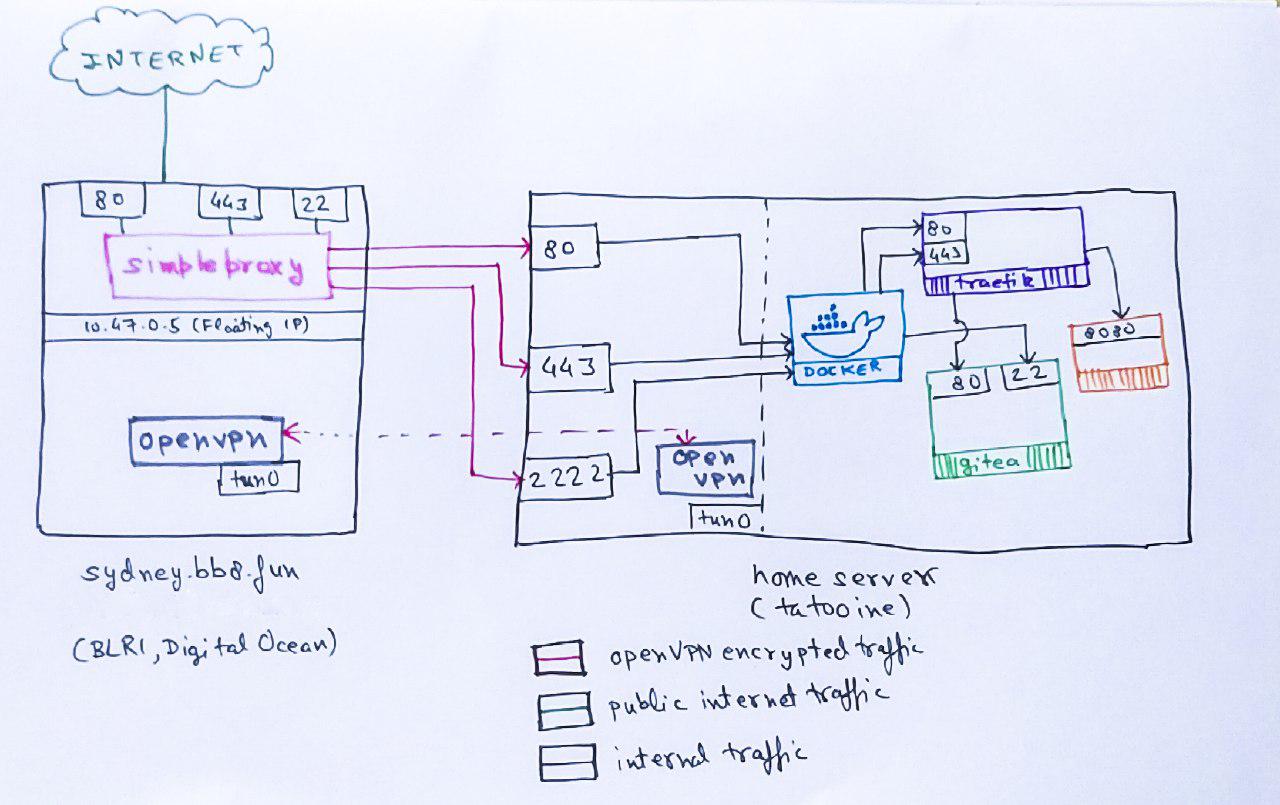 INTERNET
80
443
22
simpleproxy
10.47.0.5 (Floating IP)
openvpn
tun0
sydney.bb8.fun
(BLR1, Digital Ocean)
80
443
2222
open
vpn
tun0
DOCKER
80
443
traefik
80
22
gitea
8080
home server
(tatooine)
openVPN encrypted traffic
public internet traffic
internal traffic